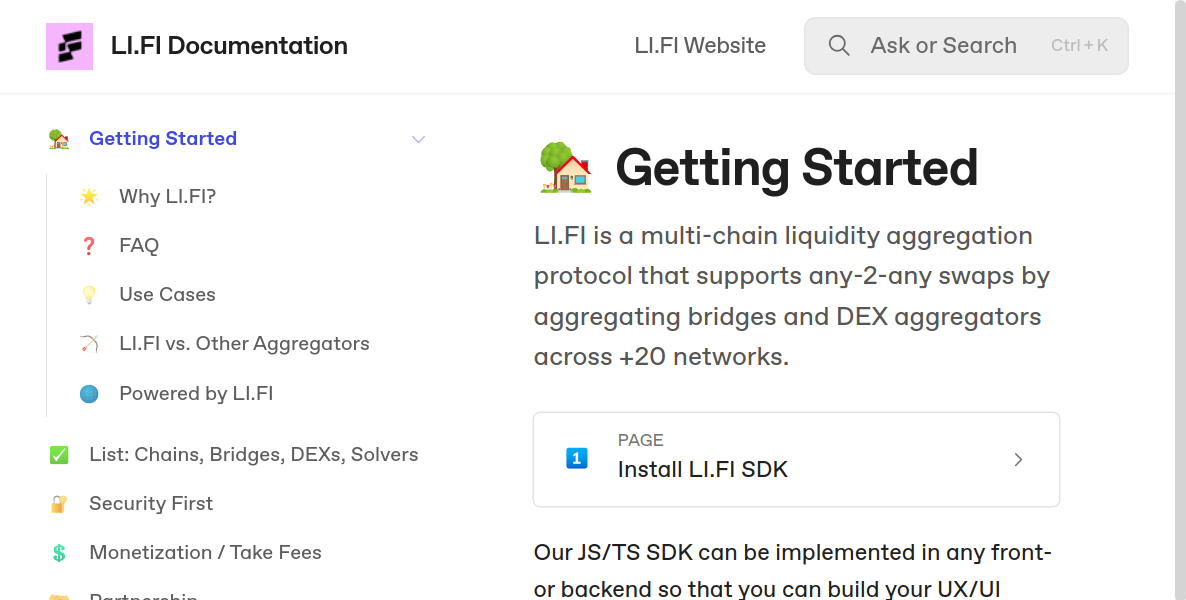 LI.FI Documentation
LI.FI Website
Ask or Search
Ctrl + K
Getting Started
Why LI.FI?
FAQ
Use Cases
LI.FI vs. Other Aggregators
Powered by LI.FI
List: Chains, Bridges, DEXs, Solvers
Security First
Monetization / Take Fees
Partnership
Getting Started
LI.FI is a multi-chain liquidity aggregation
protocol that supports any-2-any swaps by
aggregating bridges and DEX aggregators
across +20 networks.
PAGE
1
Install LI.FI SDK
Our JS/TS SDK can be implemented in any front-
or backend so that you can build your UX/UI